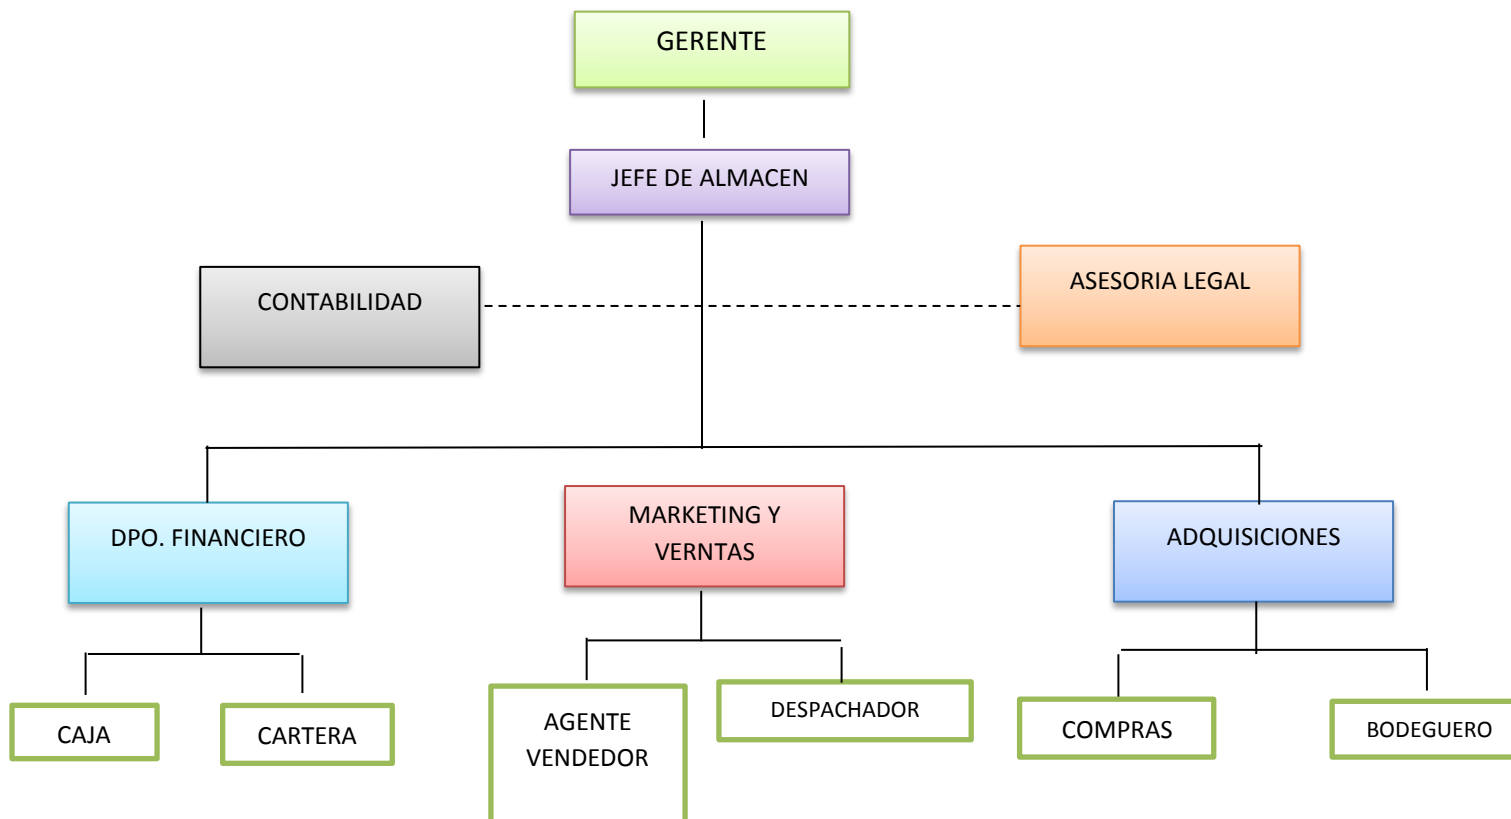 GERENTE
JEFE DE ALMACEN
CONTABILIDAD
ASESORIA LEGAL
DPO. FINANCIERO
MARKETING Y
VERNTAS
ADQUISICIONES
CAJA
CARTERA
AGENTE
VENDEDOR
DESPACHADOR
COMPRAS
BODEGUERO